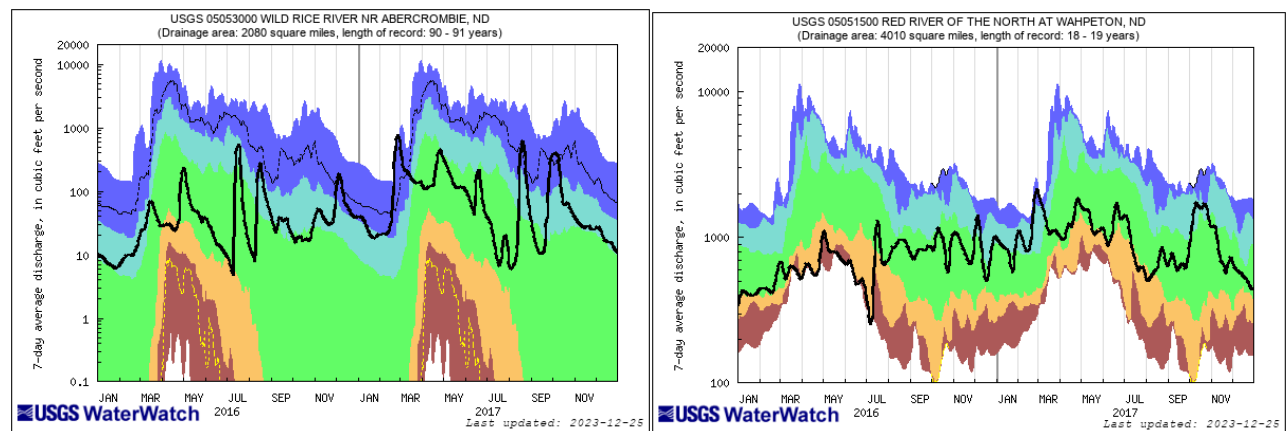 USGS 05053000 WILD RICE RIVER NR ABERCROMBIE, ND
(Drainage area: 2080 square miles, length of record: 90 - 91 years)
7-day average discharge, in cubic feet per second
20000
10000
1000
100
10
1
0.1
JAN MAR MAY JUL SEP NOV JAN MAR MAY JUL SEP NOV
2016 2017
USGS WaterWatch
Last updated: 2023-12-25
USGS 05051500 RED RIVER OF THE NORTH AT WAHPETON, ND
(Drainage area: 4010 square miles, length of record: 18 - 19 years)
7-day average discharge, in cubic feet per second
20000
10000
1000
100
JAN MAR MAY JUL SEP NOV JAN MAR MAY JUL SEP NOV
2016 2017
USGS WaterWatch
Last updated: 2023-12-25